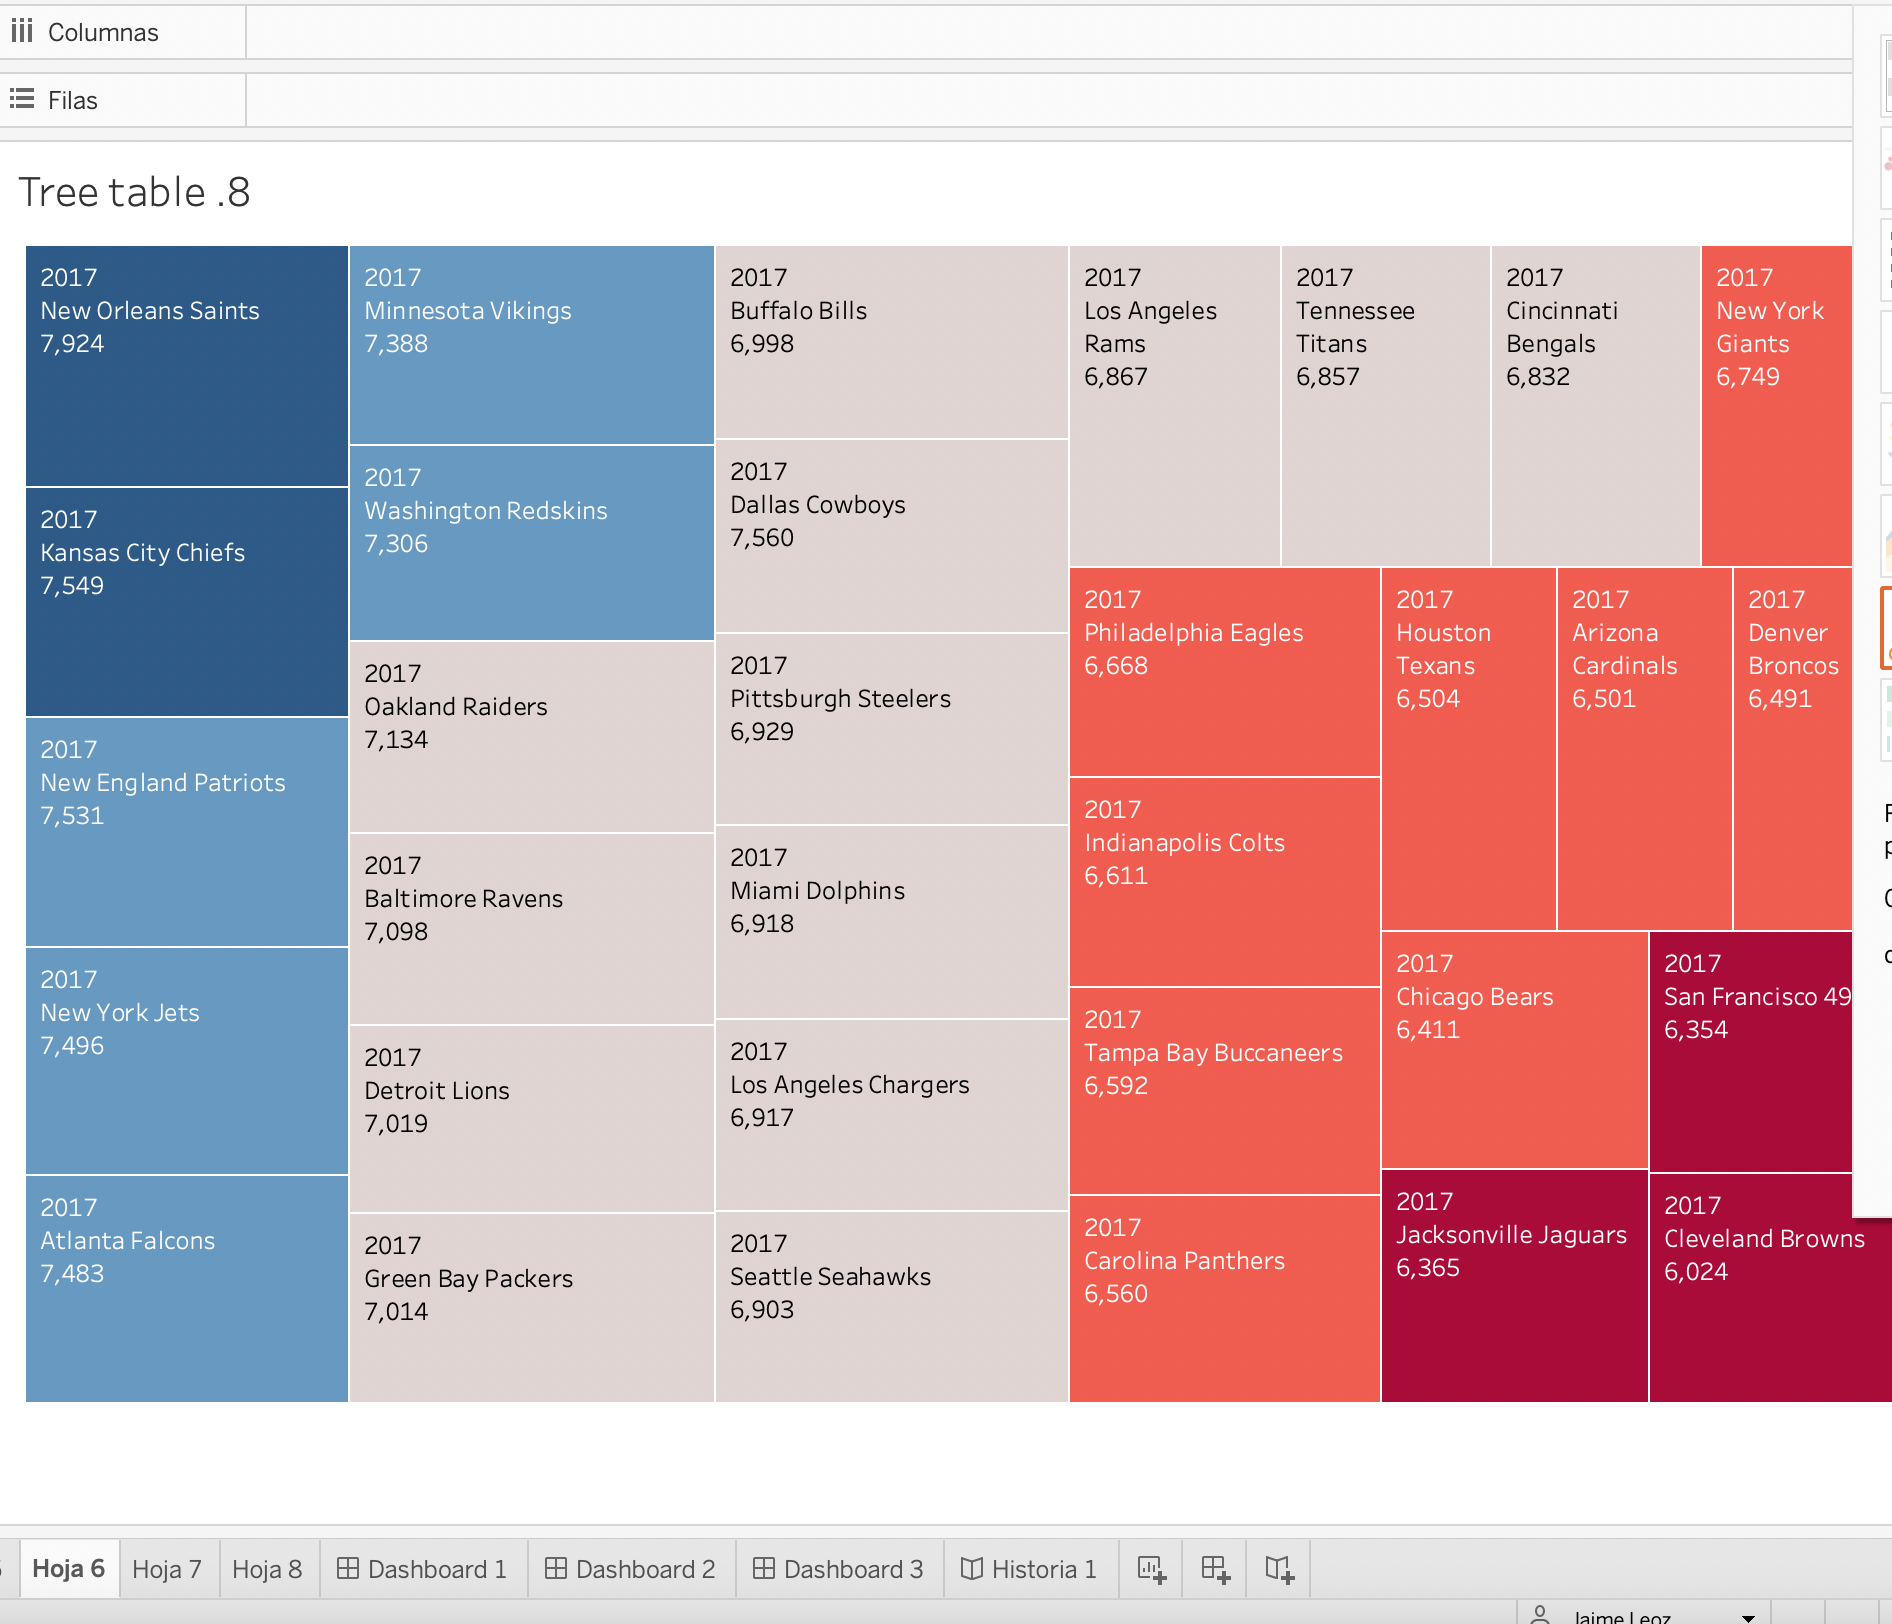 Columnas
Filas
Tree table .8
2017
New Orleans Saints
7,924
2017
Kansas City Chiefs
7,549
2017
New England Patriots
7,531
2017
New York Jets
7,496
2017
Atlanta Falcons
7,483
2017
Minnesota Vikings
7,388
2017
Washington Redskins
7,306
2017
Oakland Raiders
7,134
2017
Baltimore Ravens
7,098
2017
Detroit Lions
7,019
2017
Green Bay Packers
7,014
2017
Buffalo Bills
6,998
2017
Dallas Cowboys
7,560
2017
Pittsburgh Steelers
6,929
2017
Miami Dolphins
6,918
2017
Los Angeles Chargers
6,917
2017
Seattle Seahawks
6,903
2017
Los Angeles
Rams
6,867
2017
Tennessee
Titans
6,857
2017
Cincinnati
Bengals
6,832
2017
New York
Giants
6,749
2017
Philadelphia Eagles
6,668
2017
Indianapolis Colts
6,611
2017
Tampa Bay Buccaneers
6,592
2017
Carolina Panthers
6,560
2017
Houston
Texans
6,504
2017
Arizona
Cardinals
6,501
2017
Denver
Broncos
6,491
2017
Chicago Bears
6,411
2017
San Francisco 49
6,354
2017
Jacksonville Jaguars
6,365
2017
Cleveland Browns
6,024
Hoja 6
Hoja 7
Hoja 8
Dashboard 1
Dashboard 2
Dashboard 3
Historia 1
Jaime Leoz